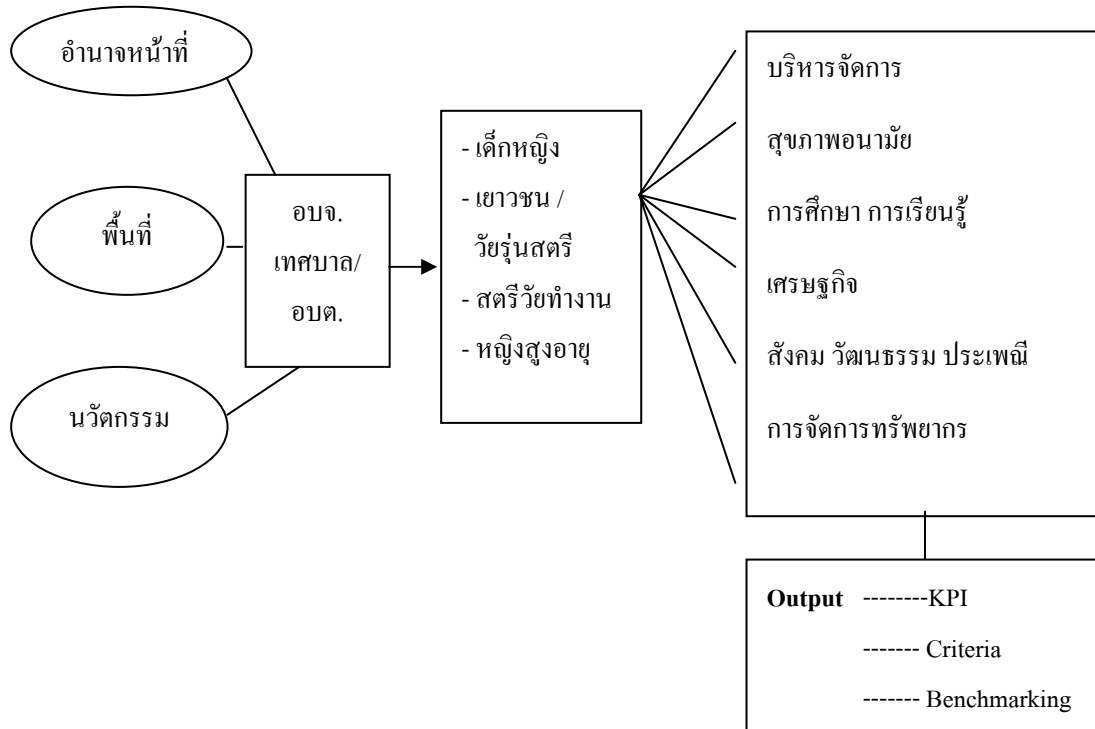 อำนาจหน้าที่
พื้นที่
นวัตกรรม
อบจ.
เทศบาล/
อบต.
- เด็กหญิง
- เยาวชน /
วัยรุ่นสตรี
- สตรีวัยทำงาน
- หญิงสูงอายุ
บริหารจัดการ
สุขภาพอนามัย
การศึกษา การเรียนรู้
เศรษฐกิจ
สังคม วัฒนธรรม ประเพณี
การจัดการทรัพยากร
Output --------KPI
------- Criteria
------- Benchmarking